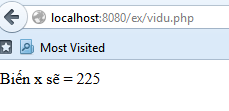 localhost:8080/ex/vidu.php
Most Visited
Biến x sẽ = 225